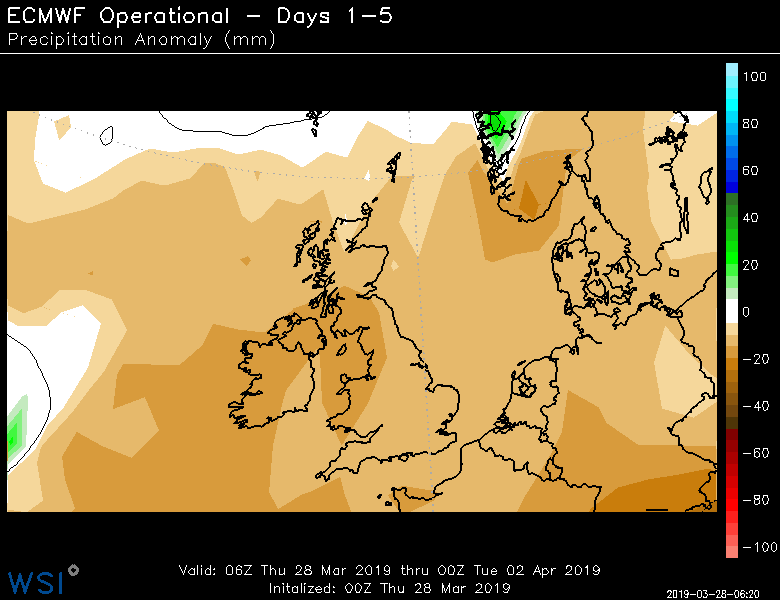 ECMWF Operational - Days 1-5
Precipitation Anomaly (mm)
100
80
60
40
20
0
-20
-40
-60
-80
-100
Valid: 06Z Thu 28 Mar 2019 thru 00Z Tue 02 Apr 2019
Initalized: 00Z Thu 28 Mar 2019
WSI
2019-03-28-06:20